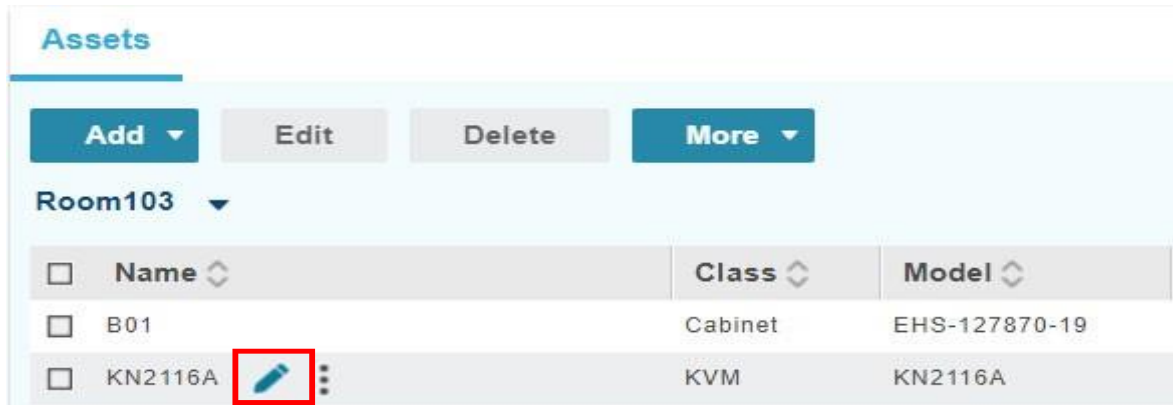 Assets
Add Edit Delete More
Room103
Name Class Model
B01 Cabinet EHS-127870-19
KN2116A KVM KN2116A